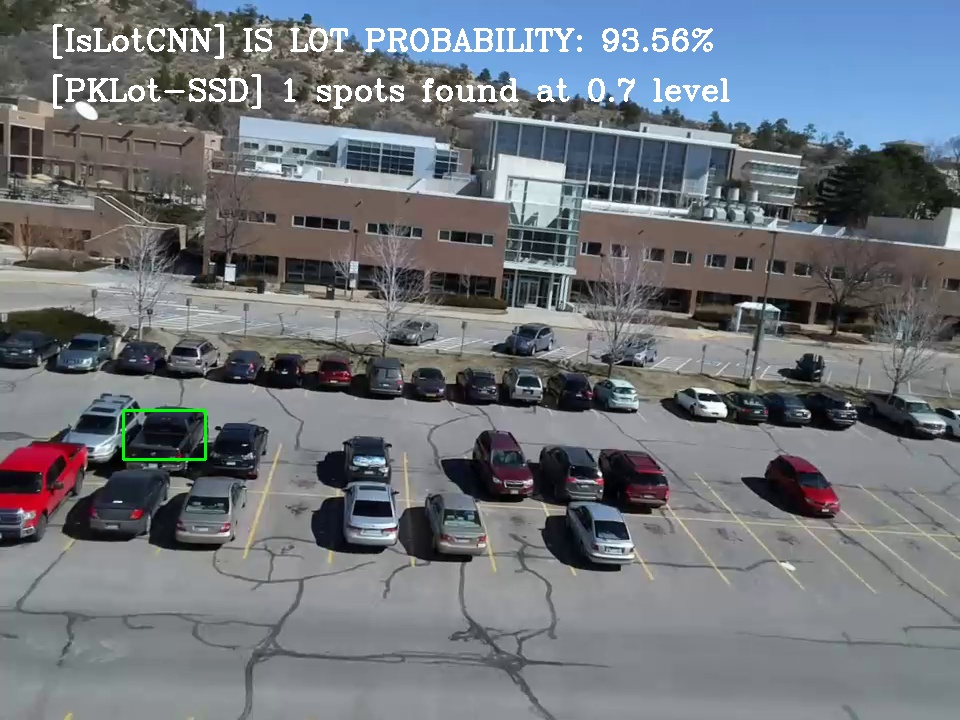 [IsLotCNN] IS LOT PROBABILITY: 93.56%
[PKLot-SSD] 1 spots found at 0.7 level